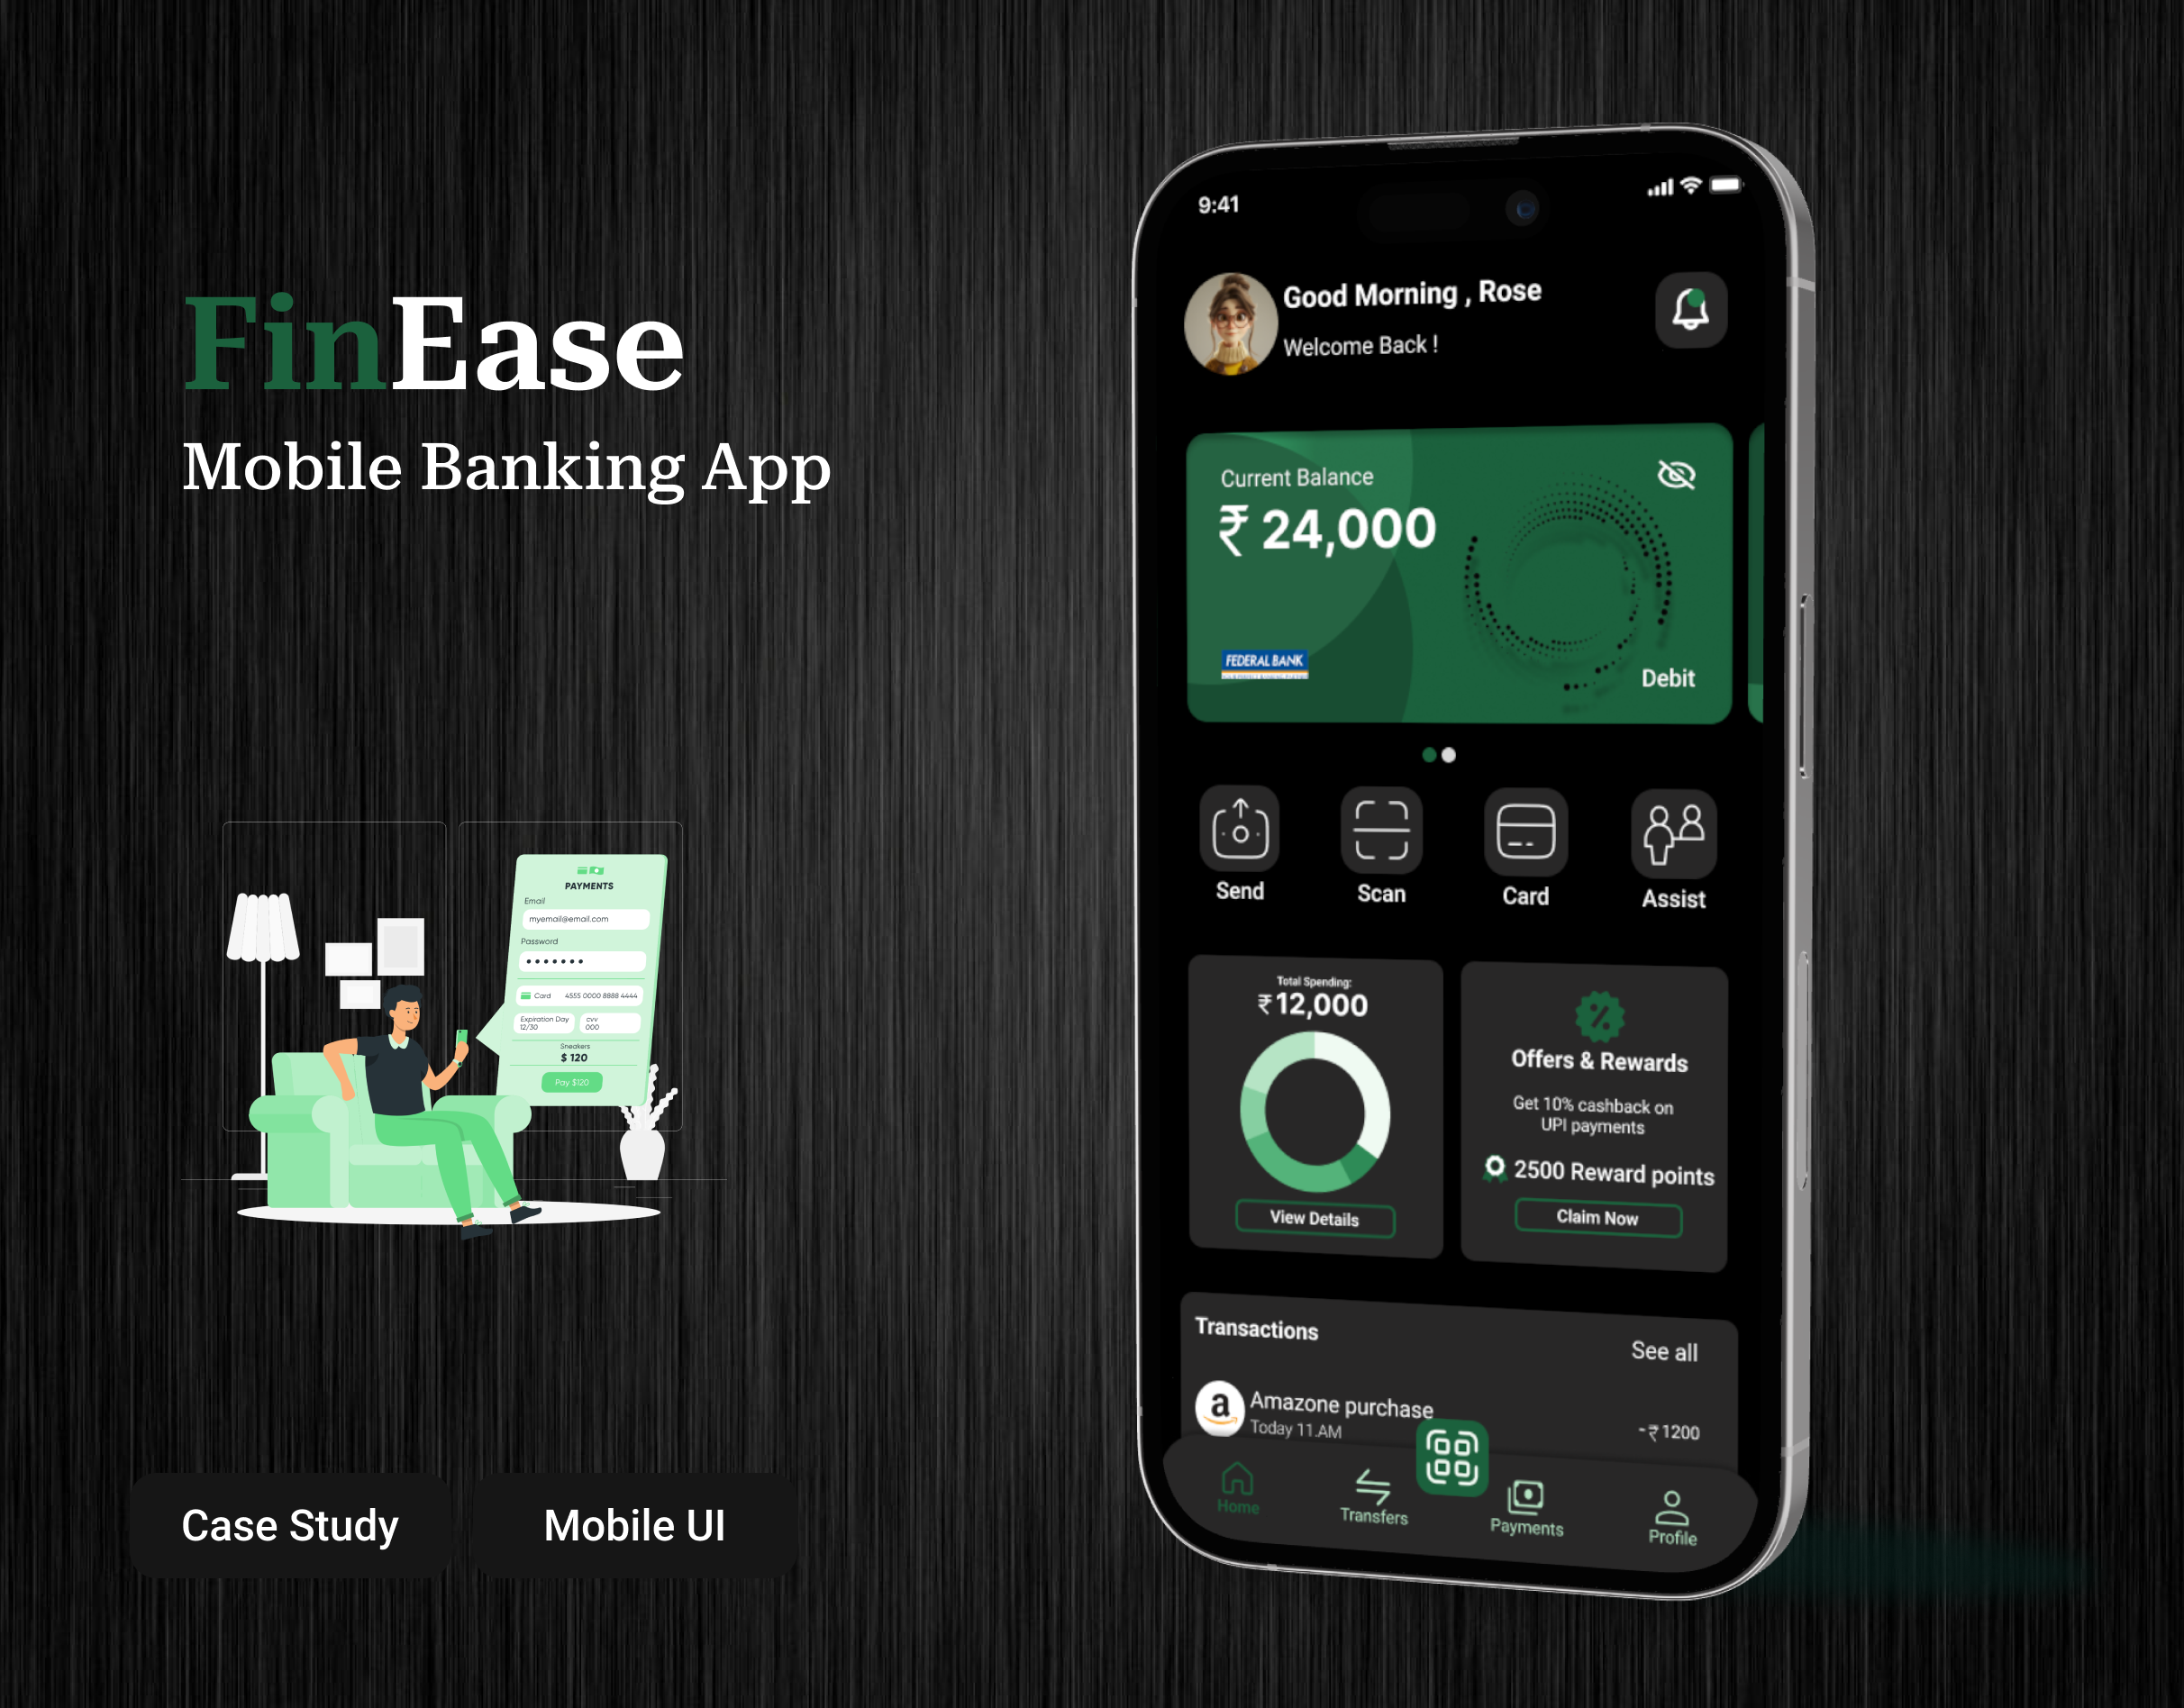 FinEase
Mobile Banking App
PAYMENTS
Email
myemail@email.com
Password
Card 4555 0000 8888 4444
Expiration Day
12/30
cvv
000
Sneakers
$ 120
Pay $120
Case Study
Mobile UI
9:41
Good Morning , Rose
Welcome Back !
Current Balance
₹ 24,000
FEDERAL BANK
Debit
Send
Scan
Card
Assist
Total Spending:
₹12,000
View Details
Offers & Rewards
Get 10% cashback on
UPI payments
2500 Reward points
Claim Now
Transactions
See all
a
Amazone purchase
Today 11.AM
-₹1200
Home
Transfers
Payments
Profile